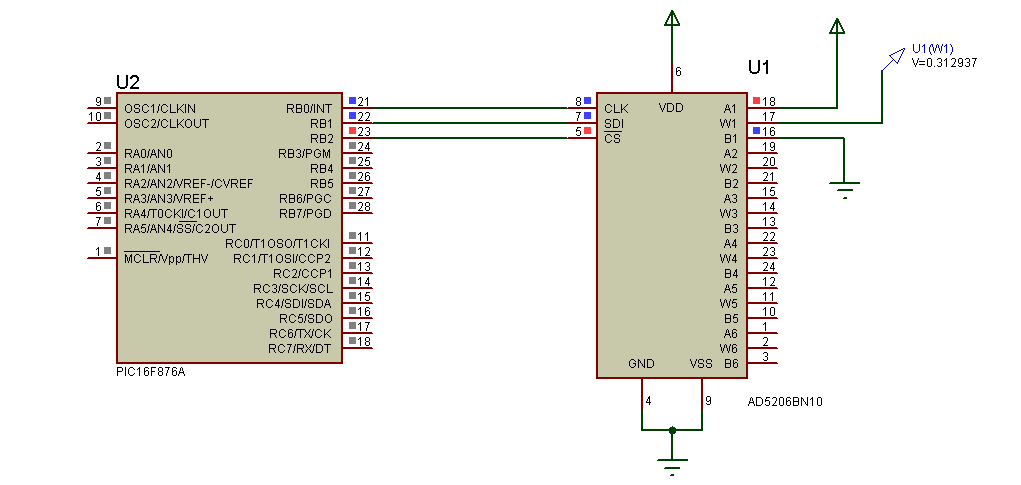 U2
9 OSC1/CLKIN
10 OSC2/CLKOUT
2 RA0/AN0
3 RA1/AN1
4 RA2/AN2/VREF-/CVREF
5 RA3/AN3/VREF+
6 RA4/T0CKI/C1OUT
7 RA5/AN4/SS/C2OUT
1 MCLR/Vpp/THV
RB0/INT 21
RB1 22
RB2 23
RB3/PGM 24
RB4 25
RB5 26
RB6/PGC 27
RB7/PGD 28
RC0/T1OSO/T1CKI 11
RC1/T1OSI/CCP2 12
RC2/CCP1 13
RC3/SCK/SCL 14
RC4/SDI/SDA 15
RC5/SDO 16
RC6/TX/CK 17
RC7/RX/DT 18
PIC16F876A
U1
8 CLK
7 SDI
5 CS
6
VDD
A1 18
W1 17
B1 16
A2 19
W2 20
B2 21
A3 15
W3 14
B3 13
A4 22
W4 23
B4 24
A5 12
W5 11
B5 10
A6 1
W6 2
B6 3
GND VSS
4 9
AD5206BN10
U1(W1)
V=0.312937